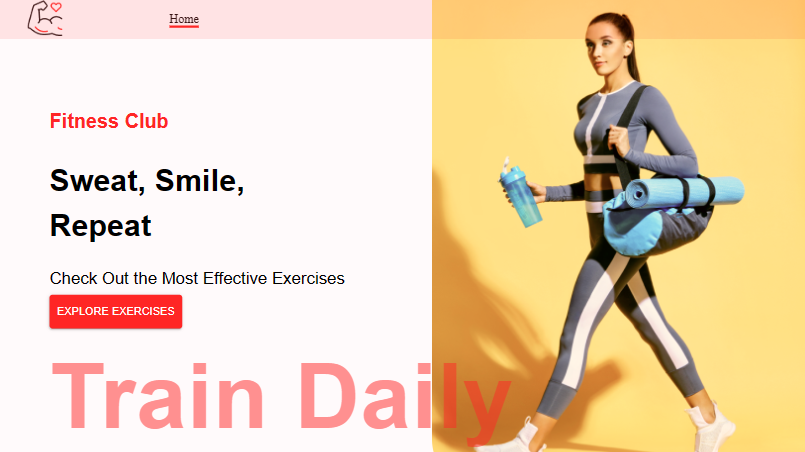 Home
Fitness Club
Sweat, Smile,
Repeat
Check Out the Most Effective Exercises
EXPLORE EXERCISES
Train Daily